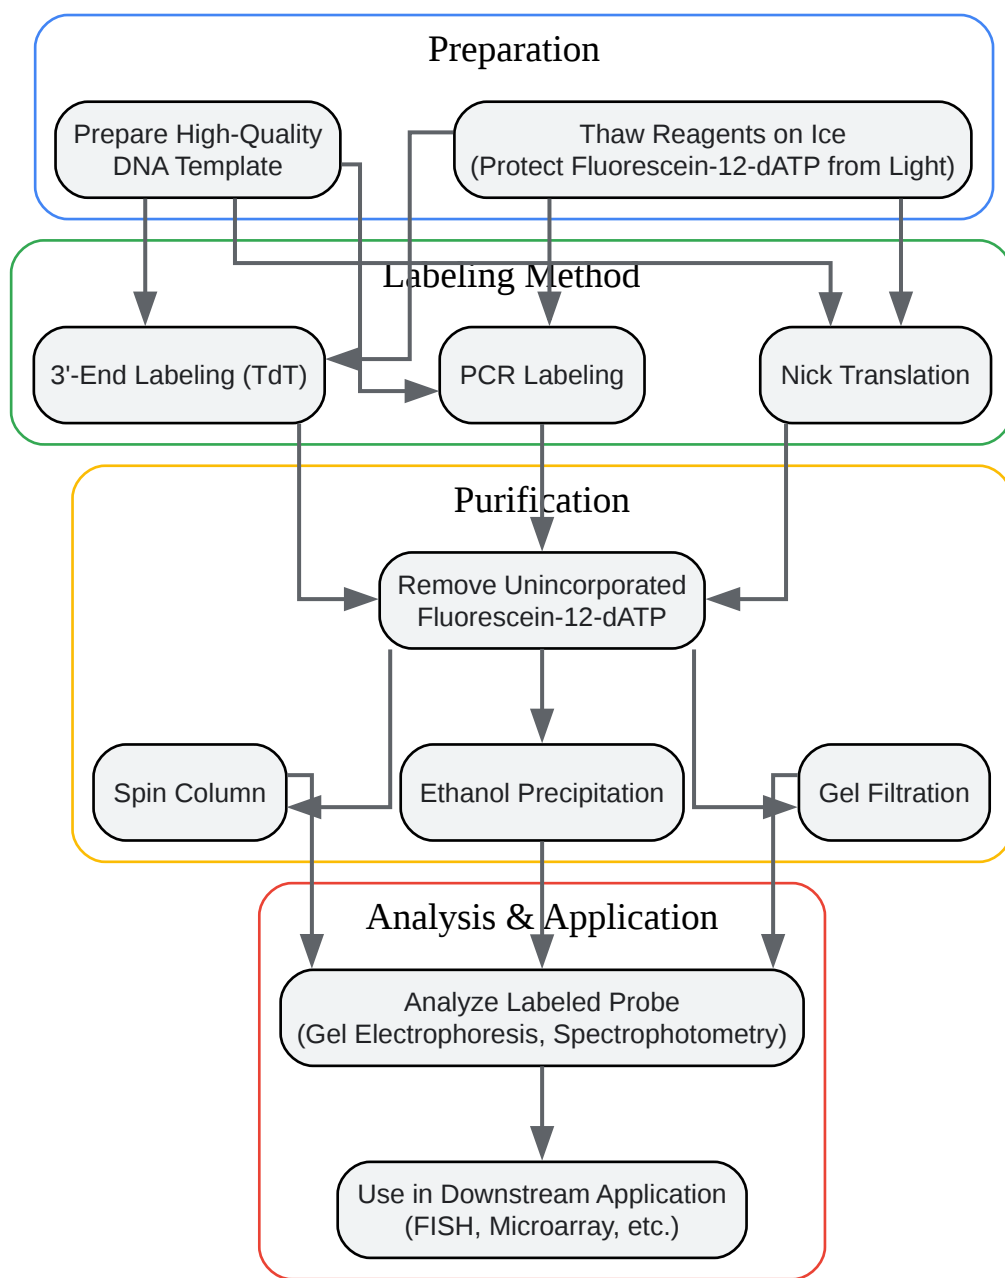 Preparation
Prepare High-Quality
DNA Template
Thaw Reagents on Ice
(Protect Fluorescein-12-dATP from Light)
Labeling Method
3'-End Labeling (TdT)
PCR Labeling
Nick Translation
Purification
Remove Unincorporated
Fluorescein-12-dATP
Spin Column
Ethanol Precipitation
Gel Filtration
Analysis & Application
Analyze Labeled Probe
(Gel Electrophoresis, Spectrophotometry)
Use in Downstream Application
(FISH, Microarray, etc.)